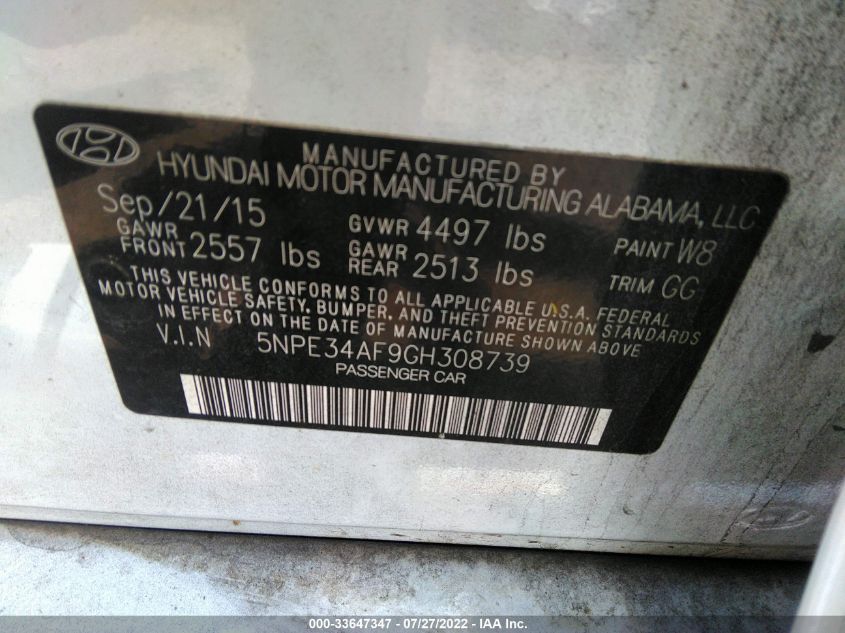 MANUFACTURED BY
HYUNDAI MOTOR MANUFACTURING ALABAMA, LLC
Sep/21/15 GVWR 4497 lbs PAINT W8
GAWR FRONT 2557 lbs GAWR REAR 2513 lbs TRIM GG
THIS VEHICLE CONFORMS TO ALL APPLICABLE U.S.A. FEDERAL
MOTOR VEHICLE SAFETY, BUMPER, AND THEFT PREVENTION STANDARDS
IN EFFECT ON THE DATE OF MANUFACTURE SHOWN ABOVE
V.I.N 5NPE34AF9GH308739
PASSENGER CAR
000-33647347 / 07/27/2022 - IAA Inc.